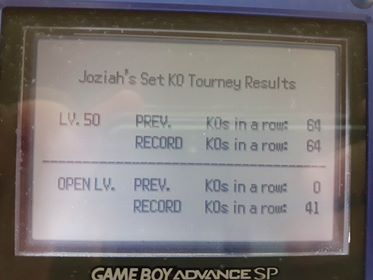 Joziah's Set KO Tourney Results
LV. 50 PREV. KOs in a row: 64
RECORD KOs in a row: 64
OPEN LV. PREV. KOs in a row: 0
RECORD KOs in a row: 41
GAME BOY ADVANCE SP